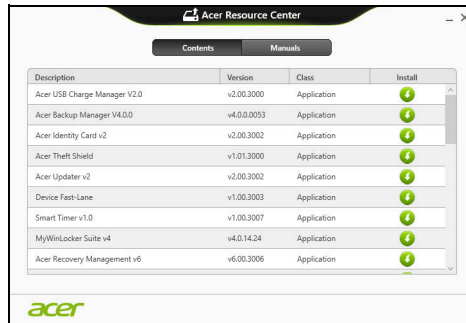 Acer Resource Center
Contents Manuals
Description Version Class Install
Acer USB Charge Manager V2.0 v2.00.3000 Application
Acer Backup Manager V4.0.0 v4.0.0.0053 Application
Acer Identity Card v2 v2.00.3002 Application
Acer Theft Shield v1.01.3000 Application
Acer Updater v2 v2.00.3002 Application
Device Fast-Lane v1.00.3003 Application
Smart Timer v1.0 v1.00.3007 Application
MyWinLocker Suite v4 v4.0.14.24 Application
Acer Recovery Management v6 v6.00.3006 Application
acer